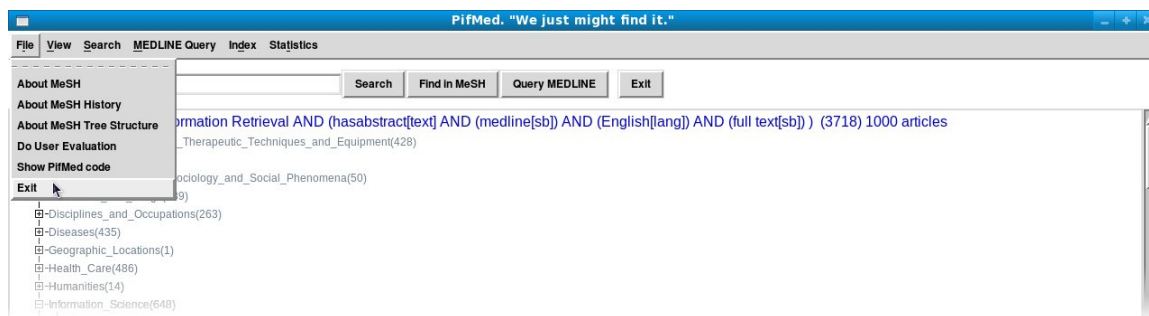 PifMed. "We just might find it."
File View Search MEDLINE Query Index Statistics
Search Find in MeSH Query MEDLINE Exit
About MeSH
About MeSH History
About MeSH Tree Structure
Do User Evaluation
Show PifMed code
Exit
rmation Retrieval AND (hasabstract[text] AND (medline[sb]) AND (English[lang]) AND (full text[sb]) ) (3718) 1000 articles
_Therapeutic_Techniques_and_Equipment(428)
ociology_and_Social_Phenomena(50)
Disciplines_and_Occupations(263)
Diseases(435)
Geographic_Locations(1)
Health_Care(486)
Humanities(14)
Information_Science(648)